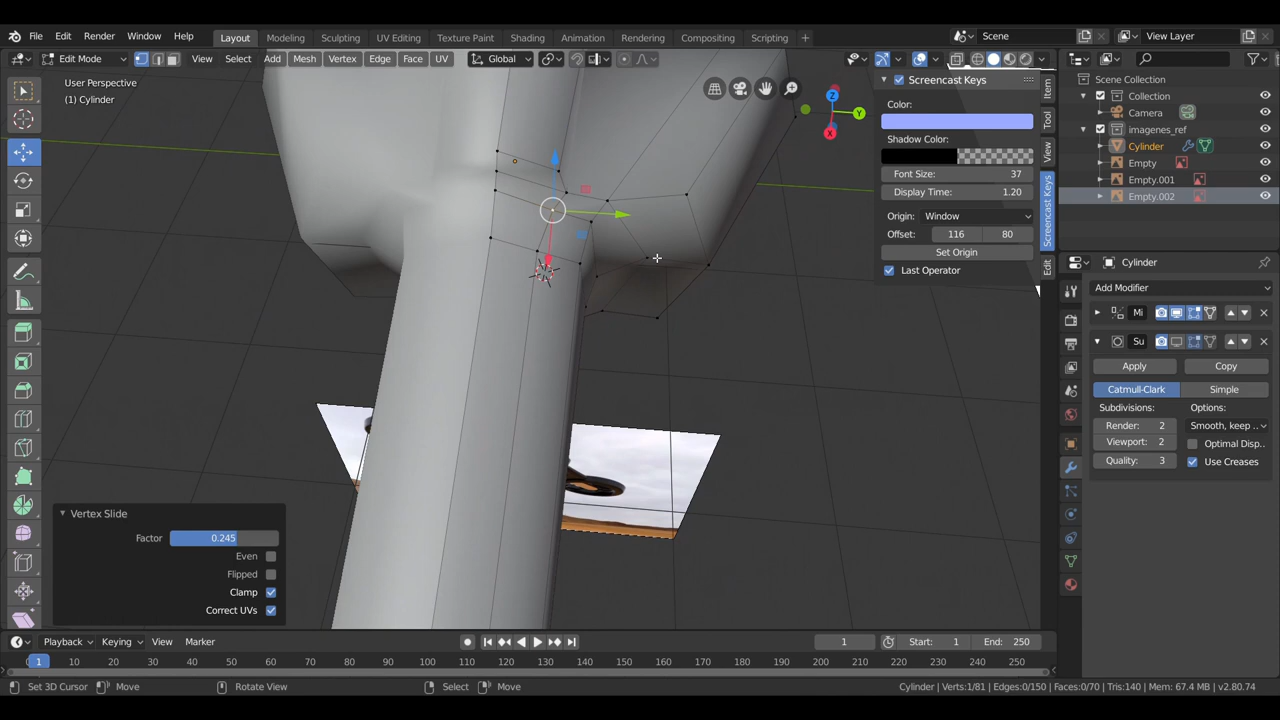 File Edit Render Window Help Layout Modeling Sculpting UV Editing Texture Paint Shading Animation Rendering Compositing Scripting + Scene View Layer
Edit Mode View Select Add Mesh Vertex Edge Face UV Global
User Perspective
(1) Cylinder
X
Y
Z
Screencast Keys
Color:
Shadow Color:
Font Size: 37
Display Time: 1.20
Origin: Window
Offset: 116 80
Set Origin
Last Operator
Item
Tool
View
Screencast Keys
Edit
Scene Collection
Collection
Camera
imagenes_ref
Cylinder
Empty
Empty.001
Empty.002
Cylinder
Add Modifier
Mi
Su
Apply Copy
Catmull-Clark Simple
Subdivisions: Options:
Render: 2 Smooth, keep ..
Viewport: 2 Optimal Disp..
Quality: 3 Use Creases
Vertex Slide
Factor 0.245
Even
Flipped
Clamp
Correct UVs
Playback Keying View Marker 1 Start: 1 End: 250
1 10 20 30 40 50 60 70 80 90 100 110 120 130 140 150 160 170 180 190 200 210 220 230 240 250
Set 3D Cursor Move Rotate View Select Move Cylinder | Verts:1/81 | Edges:0/150 | Faces:0/70 | Tris:140 | Mem: 67.4 MB | v2.80.74